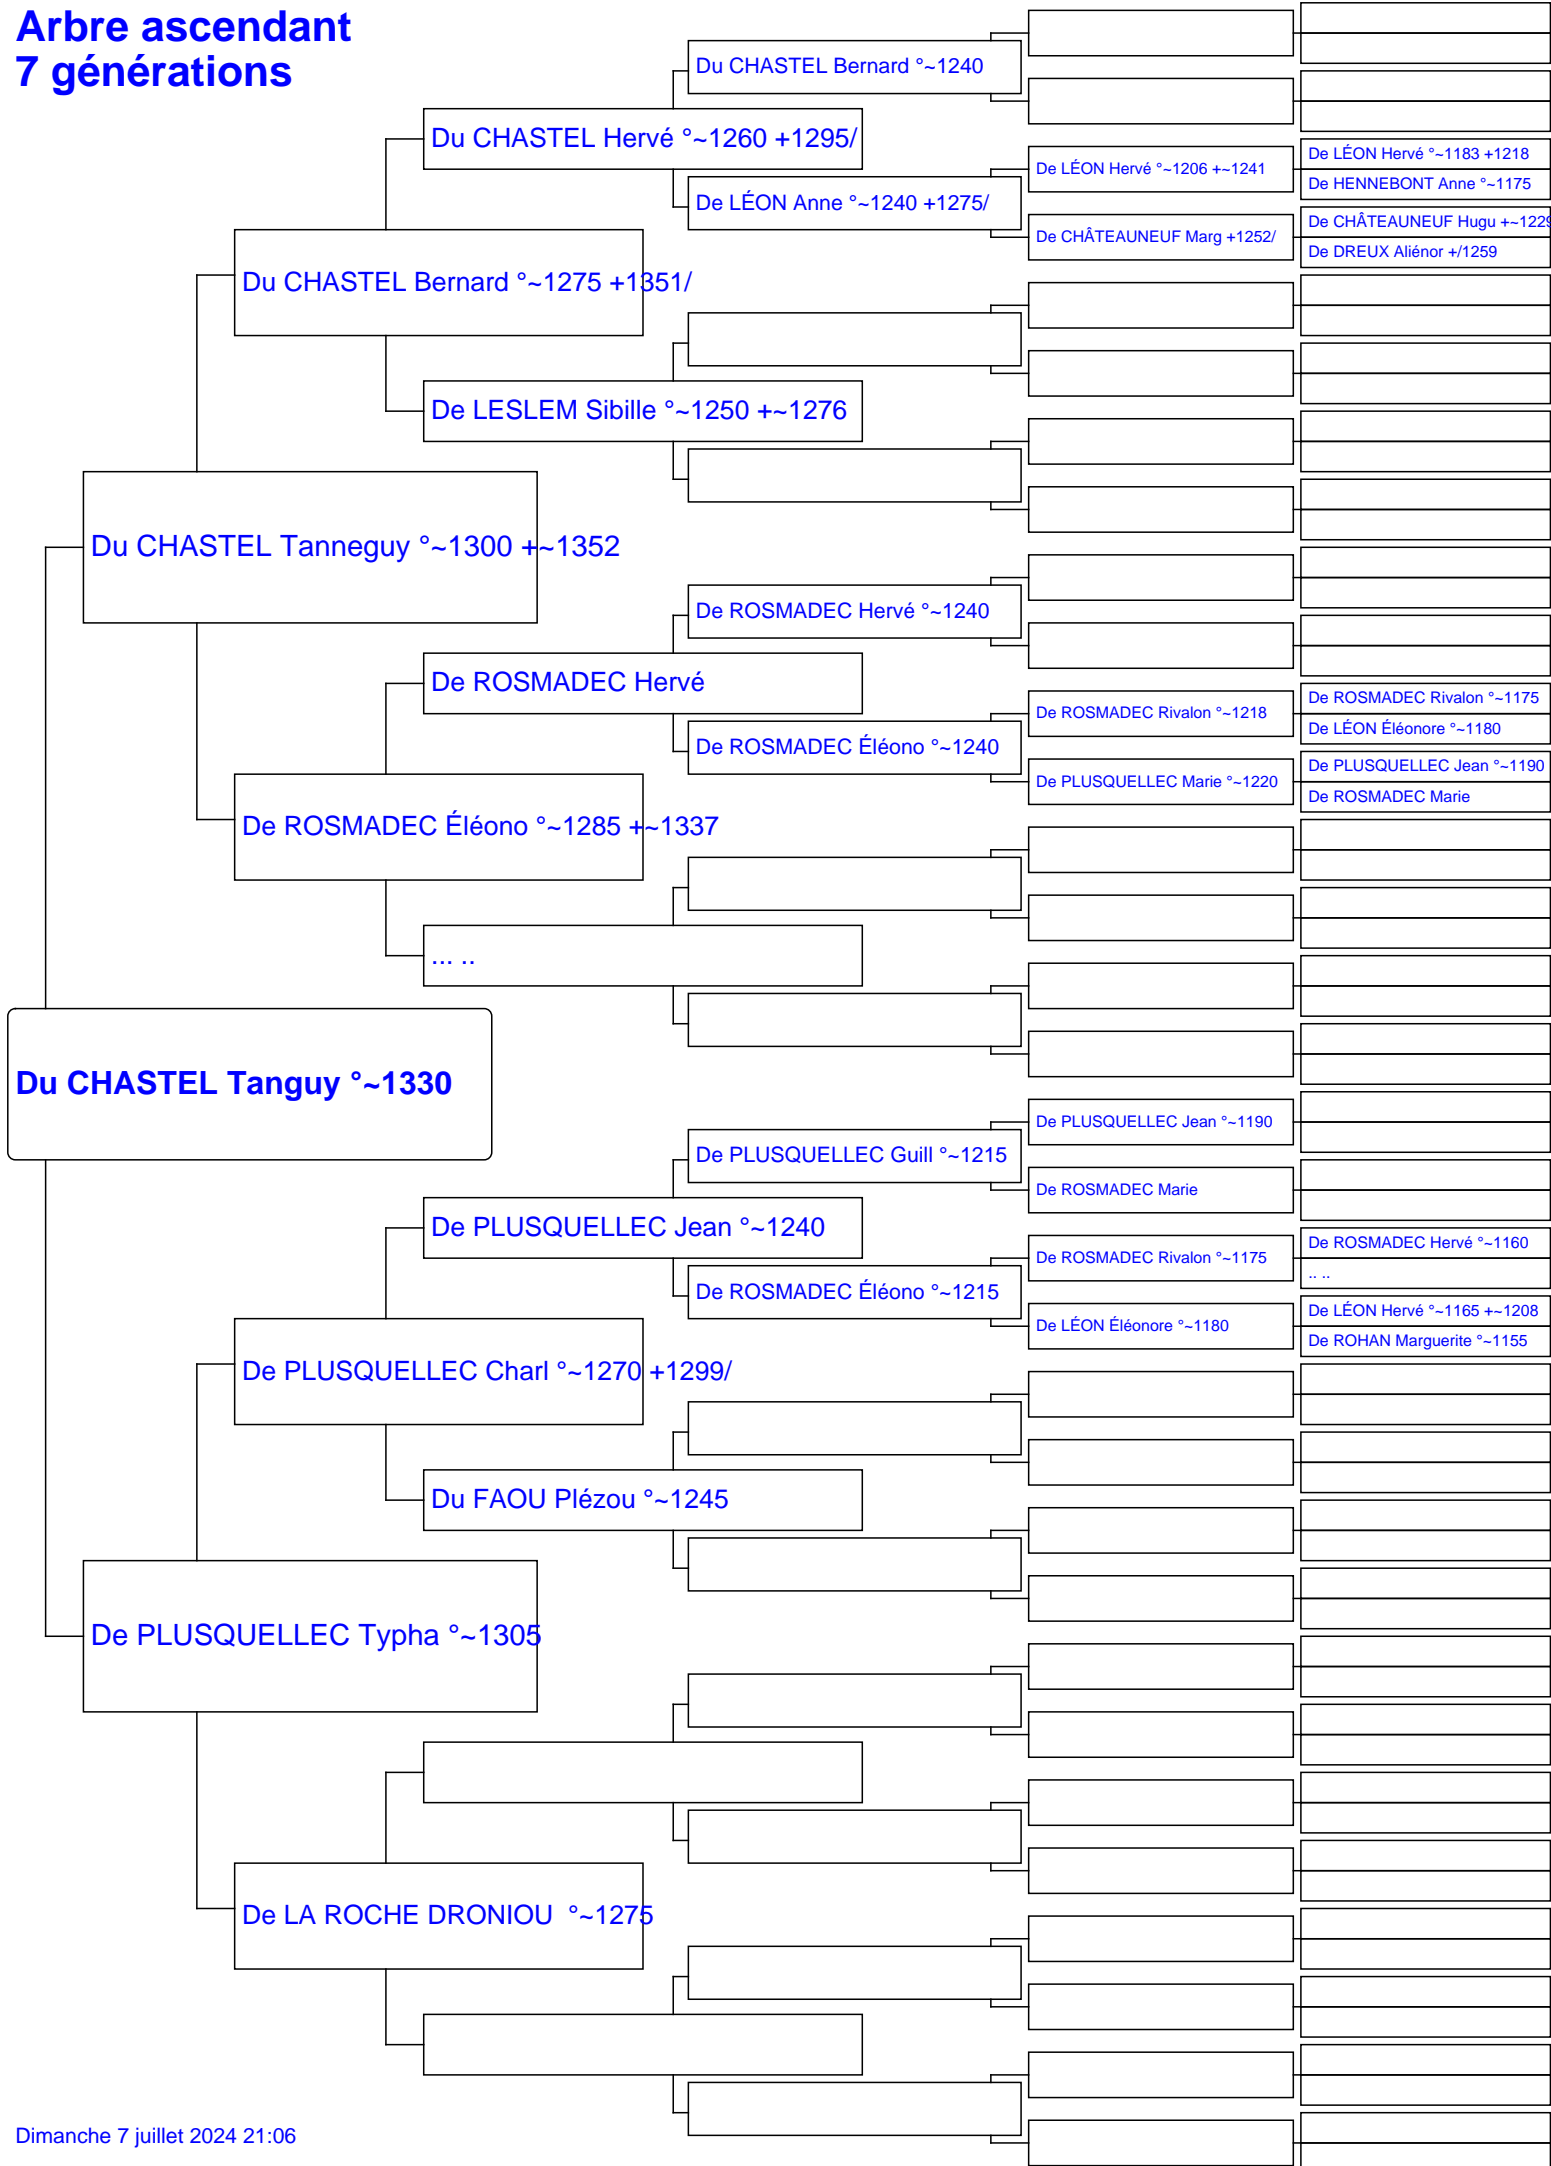 Arbre ascendant
7 générations
Du CHASTEL Bernard °~1240
Du CHASTEL Hervé °~1260 +1295/
De LÉON Hervé °~1183 +1218
De LÉON Hervé °~1206 +~1241
De HENNEBONT Anne °~1175
De LÉON Anne °~1240 +1275/
De CHÂTEAUNEUF Hugu +~1229
De CHÂTEAUNEUF Marg +1252/
De DREUX Aliénor +/1259
Du CHASTEL Bernard °~1275 +1351/
De LESLEM Sibille °~1250 +~1276
Du CHASTEL Tanneguy °~1300 +~1352
De ROSMADEC Hervé °~1240
De ROSMADEC Hervé
De ROSMADEC Rivalon °~1175
De ROSMADEC Rivalon °~1218
De LÉON Éléonore °~1180
De ROSMADEC Éléono °~1240
De PLUSQUELLEC Jean °~1190
De PLUSQUELLEC Marie °~1220
De ROSMADEC Marie
De ROSMADEC Éléono °~1285 +~1337
... ..
Du CHASTEL Tanguy °~1330
De PLUSQUELLEC Jean °~1190
De PLUSQUELLEC Guill °~1215
De ROSMADEC Marie
De PLUSQUELLEC Jean °~1240
De ROSMADEC Hervé °~1160
De ROSMADEC Rivalon °~1175
.. ..
De ROSMADEC Éléono °~1215
De LÉON Hervé °~1165 +~1208
De LÉON Éléonore °~1180
De ROHAN Marguerite °~1155
De PLUSQUELLEC Charl °~1270 +1299/
Du FAOU Plézou °~1245
De PLUSQUELLEC Typha °~1305
De LA ROCHE DRONIOU  °~1275
Dimanche 7 juillet 2024 21:06